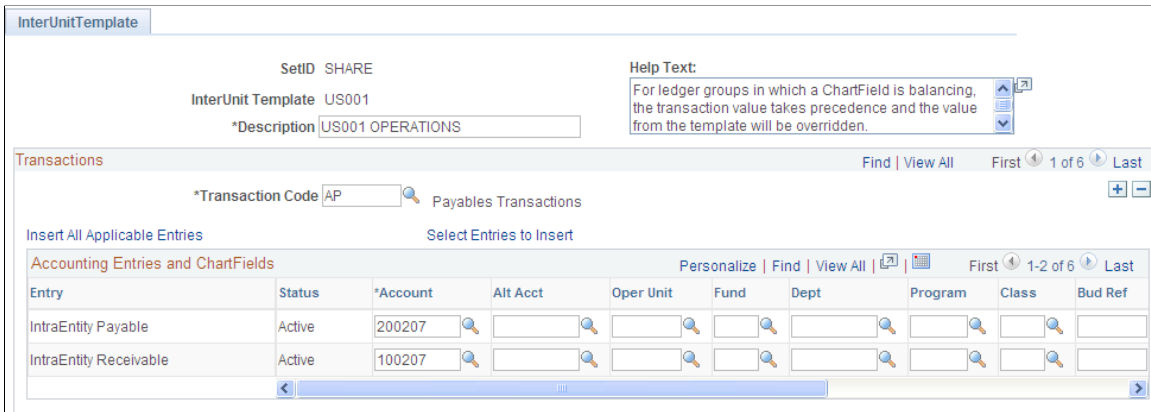 InterUnitTemplate
SetID SHARE
Help Text:
For ledger groups in which a ChartField is balancing,
the transaction value takes precedence and the value
from the template will be overridden.
InterUnit Template US001
*Description US001 OPERATIONS
Transactions Find | View All First 1 of 6 Last
*Transaction Code AP Payables Transactions
Insert All Applicable Entries Select Entries to Insert
Accounting Entries and ChartFields Personalize | Find | View All | | First 1-2 of 6 Last
Entry Status *Account Alt Acct Oper Unit Fund Dept Program Class Bud Ref
IntraEntity Payable Active 200207
IntraEntity Receivable Active 100207